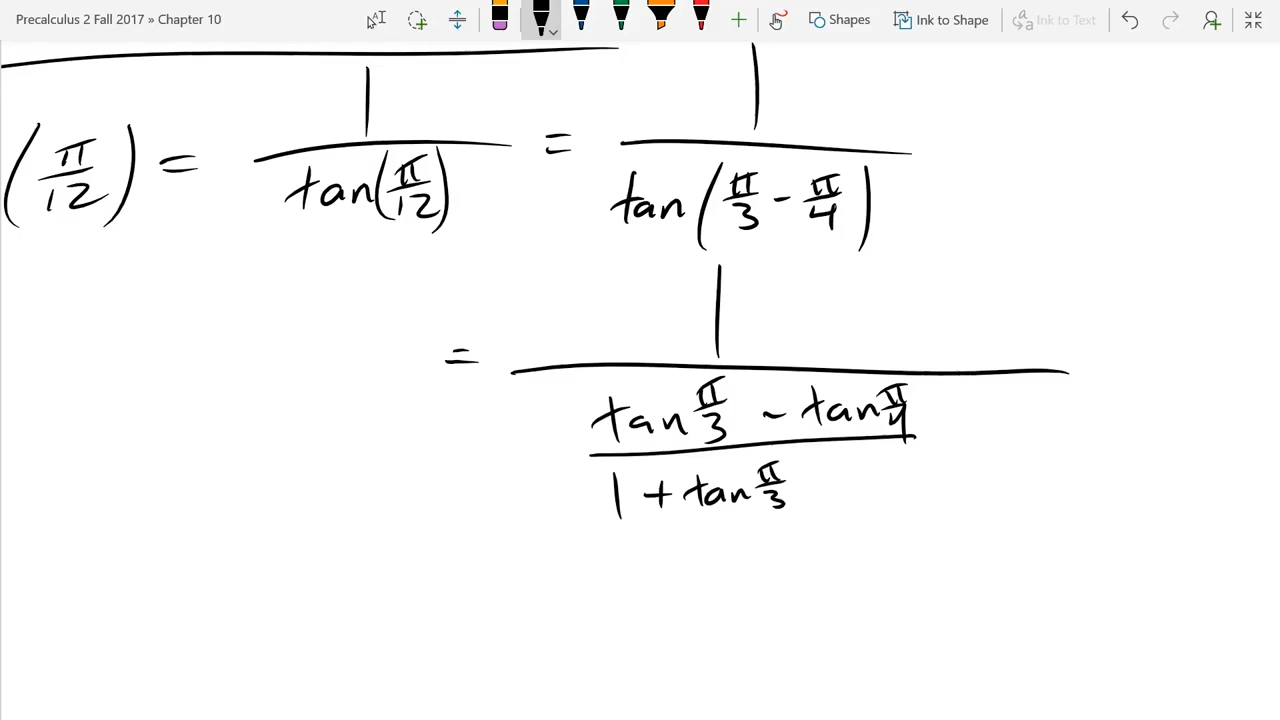 Precalculus 2 Fall 2017 » Chapter 10
Shapes
Ink to Shape
Ink to Text
(π/12) = 1/tan(π/12) = 1/tan(π/3 - π/4)
= 1/((tan π/3 - tan π/4)/(1 + tan π/3